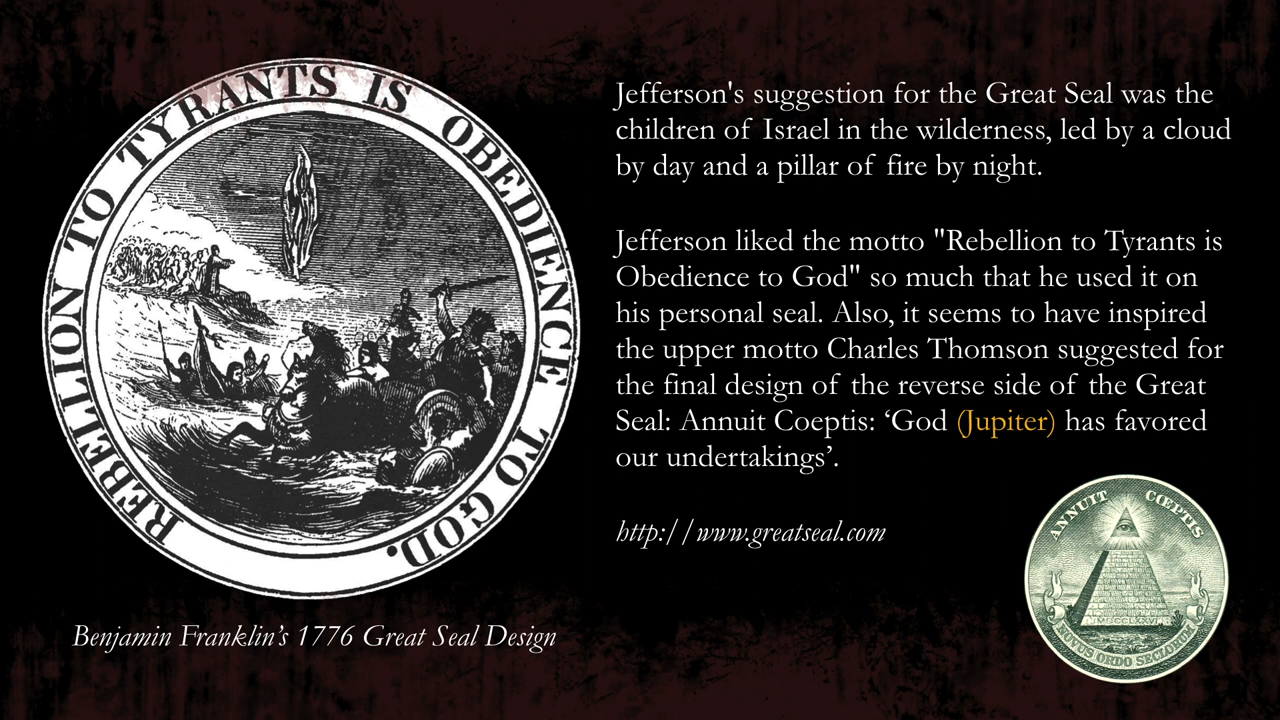 REBELLION TO TYRANTS IS OBEDIENCE TO GOD.
Benjamin Franklin’s 1776 Great Seal Design
Jefferson's suggestion for the Great Seal was the
children of Israel in the wilderness, led by a cloud
by day and a pillar of fire by night.
Jefferson liked the motto "Rebellion to Tyrants is
Obedience to God" so much that he used it on
his personal seal. Also, it seems to have inspired
the upper motto Charles Thomson suggested for
the final design of the reverse side of the Great
Seal: Annuit Coeptis: ‘God (Jupiter) has favored
our undertakings’.
http://www.greatseal.com
ANNUIT CŒPTIS
MDCCLXXVI
NOVUS ORDO SECLORUM